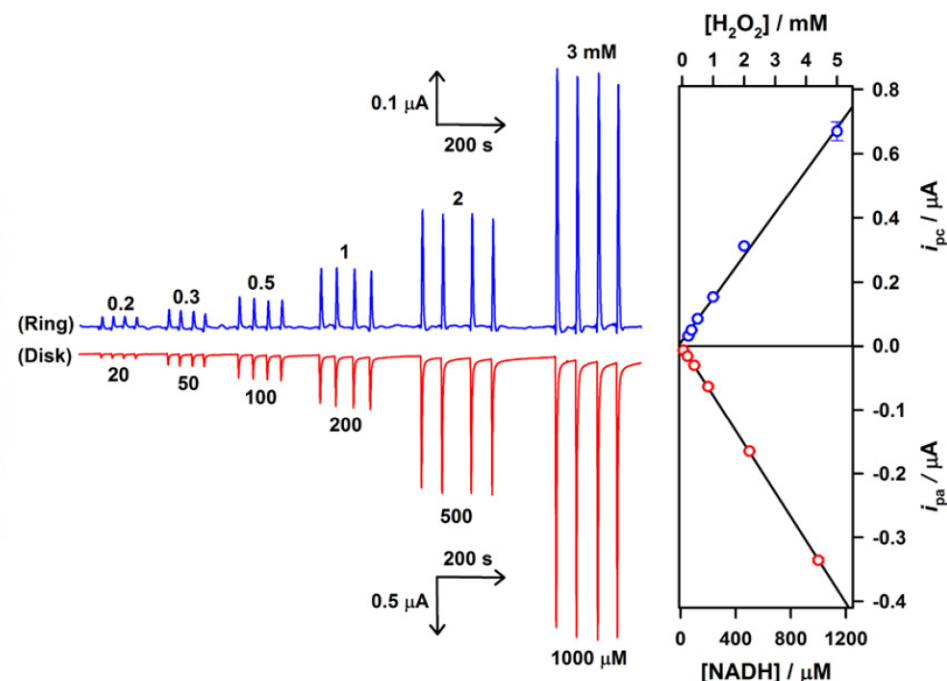 [H₂O₂] / mM
0 1 2 3 4 5
3 mM
0.1 μA
200 s
2
1
0.5
0.3
0.2
(Ring)
(Disk)
20
50
100
200
500
1000 μM
200 s
0.5 μA
0.8
0.6
0.4
0.2
0.0
-0.1
-0.2
-0.3
-0.4
iₚc / μA
iₚa / μA
0 400 800 1200
[NADH] / μM